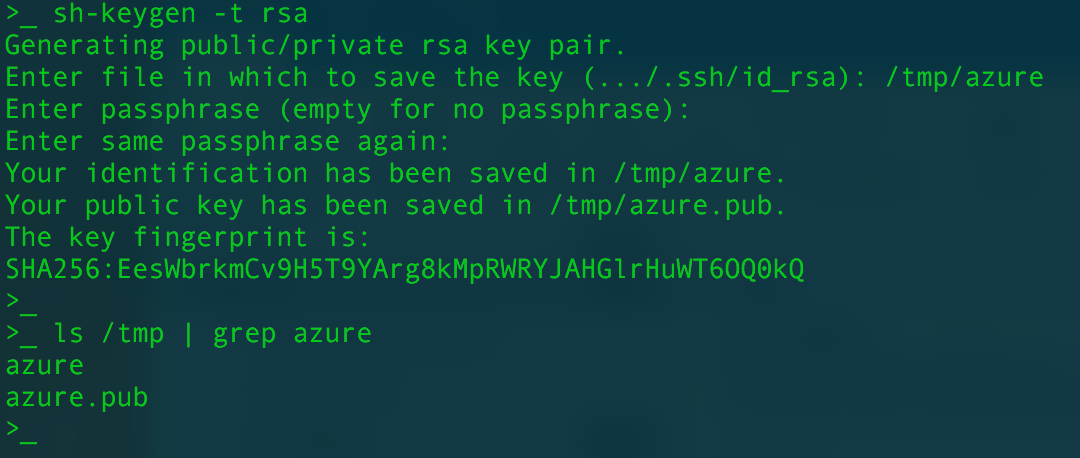 >_ sh-keygen -t rsa
Generating public/private rsa key pair.
Enter file in which to save the key (.../.ssh/id_rsa): /tmp/azure
Enter passphrase (empty for no passphrase):
Enter same passphrase again:
Your identification has been saved in /tmp/azure.
Your public key has been saved in /tmp/azure.pub.
The key fingerprint is:
SHA256:EesWbrkmCv9H5T9YArg8kMpRWRYJAHGlrHuWT6OQ0kQ
>_
>_ ls /tmp | grep azure
azure
azure.pub
>_